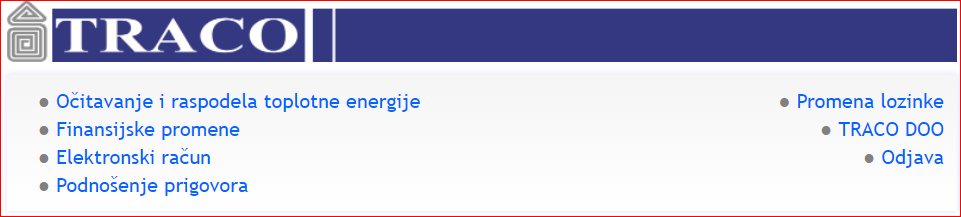 TRACO
Očitavanje i raspodela toplotne energije
Finansijske promene
Elektronski račun
Podnošenje prigovora
Promena lozinke
TRACO DOO
Odjava